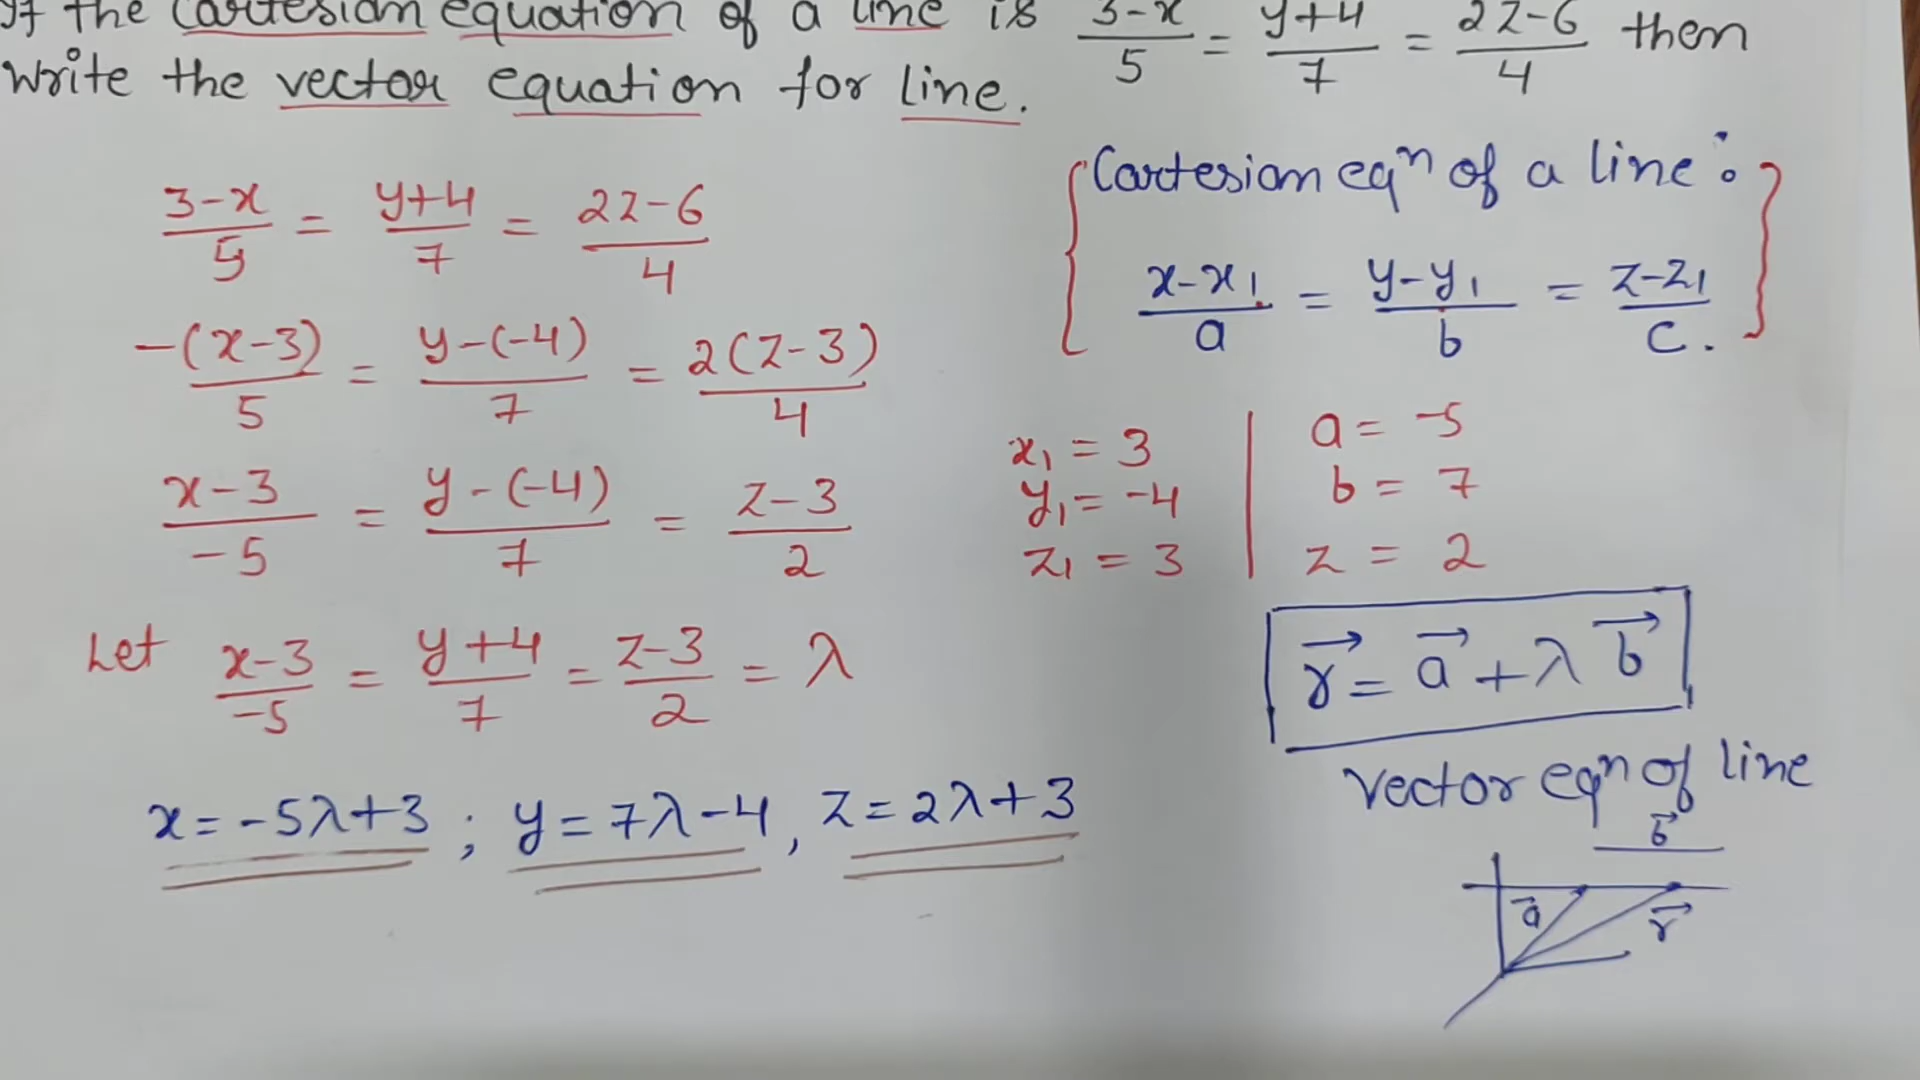 If the Cartesian equation of a line is 3-x/5 = y+4/7 = 2z-6/4 then
Write the vector equation for line.
3-x/5 = y+4/7 = 2z-6/4
-(x-3)/5 = y-(-4)/7 = 2(z-3)/4
x-3/-5 = y-(-4)/7 = z-3/2
Let x-3/-5 = y+4/7 = z-3/2 = λ
x=-5λ+3 ; y=7λ-4, z=2λ+3
{Cartesian eqⁿ of a line:
x-x₁/a = y-y₁/b = z-z₁/c.}
x₁ = 3
y₁= -4
z₁ = 3
a= -5
b= 7
z = 2
r⃗ = a⃗ + λ b⃗
Vector eqⁿ of line
b⃗
a⃗
r⃗